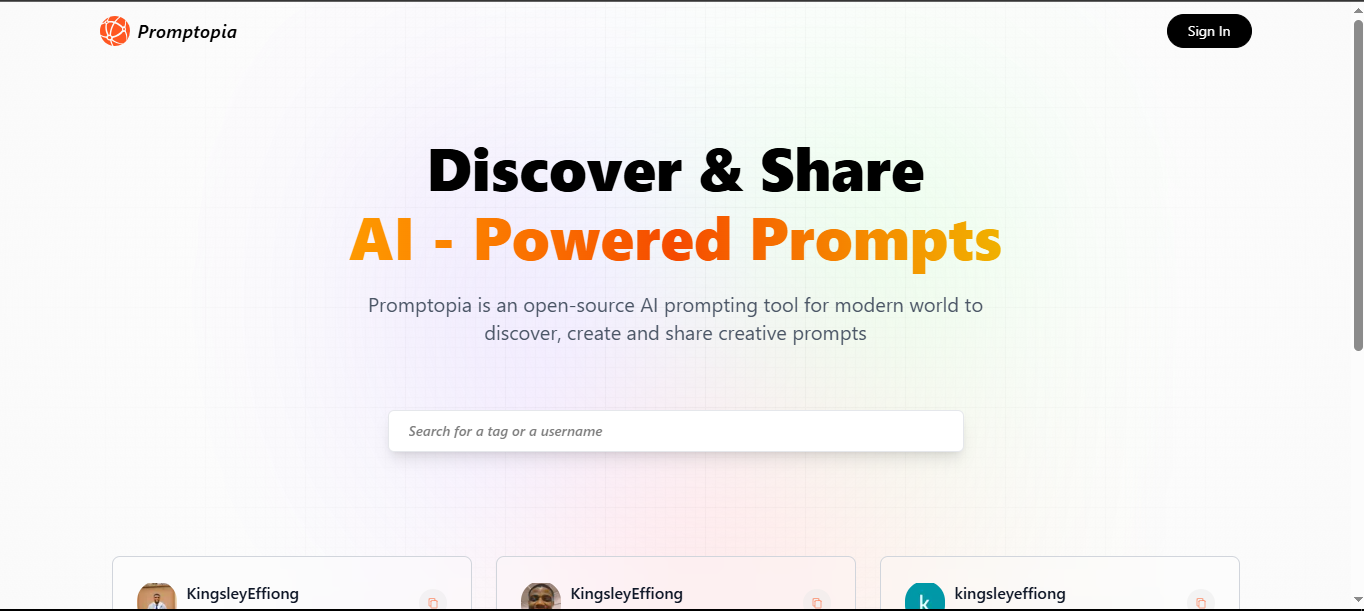 Promptopia
Sign In
Discover & Share
AI - Powered Prompts
Promptopia is an open-source AI prompting tool for modern world to
discover, create and share creative prompts
Search for a tag or a username
KingsleyEffiong
KingsleyEffiong
kingsleyeffiong
k